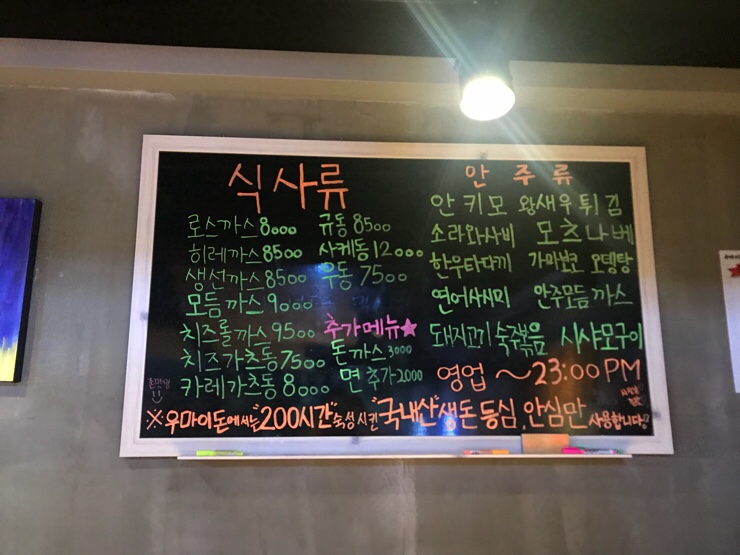 식사류
로스까스 8000
히레까스 8500
생선까스 8500
모듬까스 9000
치즈롤까스 9500
치즈가츠동 7500
카레가츠동 8000
규동 8500
사케동 12000
우동 7500
추가메뉴★
돈까스 3000
면 추가 2000
안주류
안키모 왕새우튀김
소라와사비 모츠나베
한우타다끼 가마보코 오뎅탕
연어사시미 안주모듬까스
돼지고기숙주볶음 시샤모구이
영업 ~23:00 PM
※우마이돈에서는 "200시간" 숙성시킨 "국내산" 생돈 등심, 안심만 사용합니다!